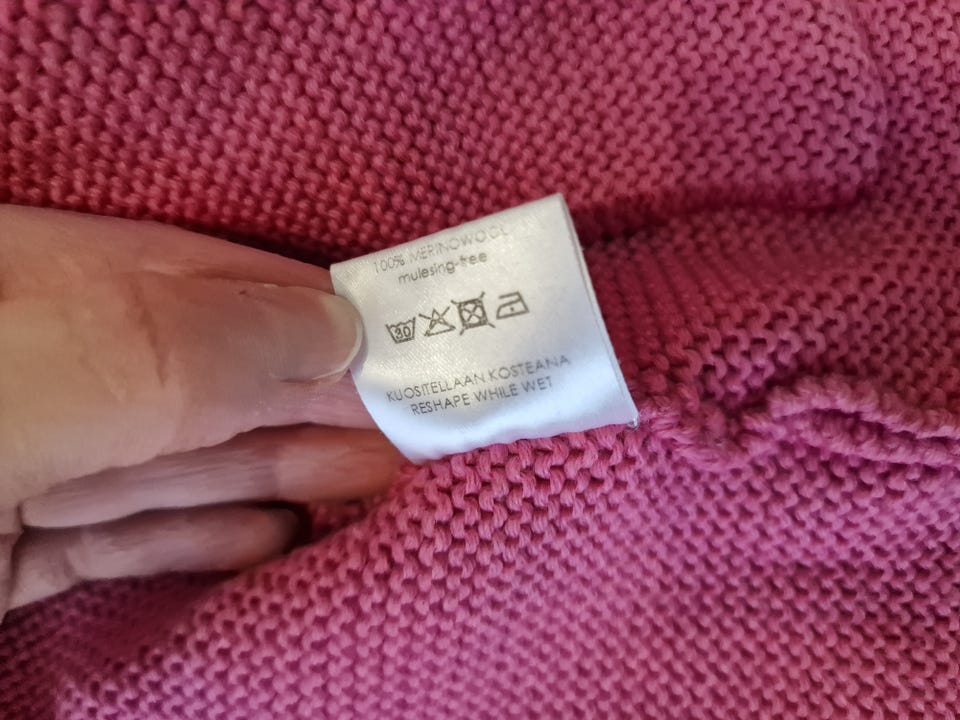 100% MERINOWOOL
mulesing-free
30
KUOSITELLAAN KOSTEANA
RESHAPE WHILE WET